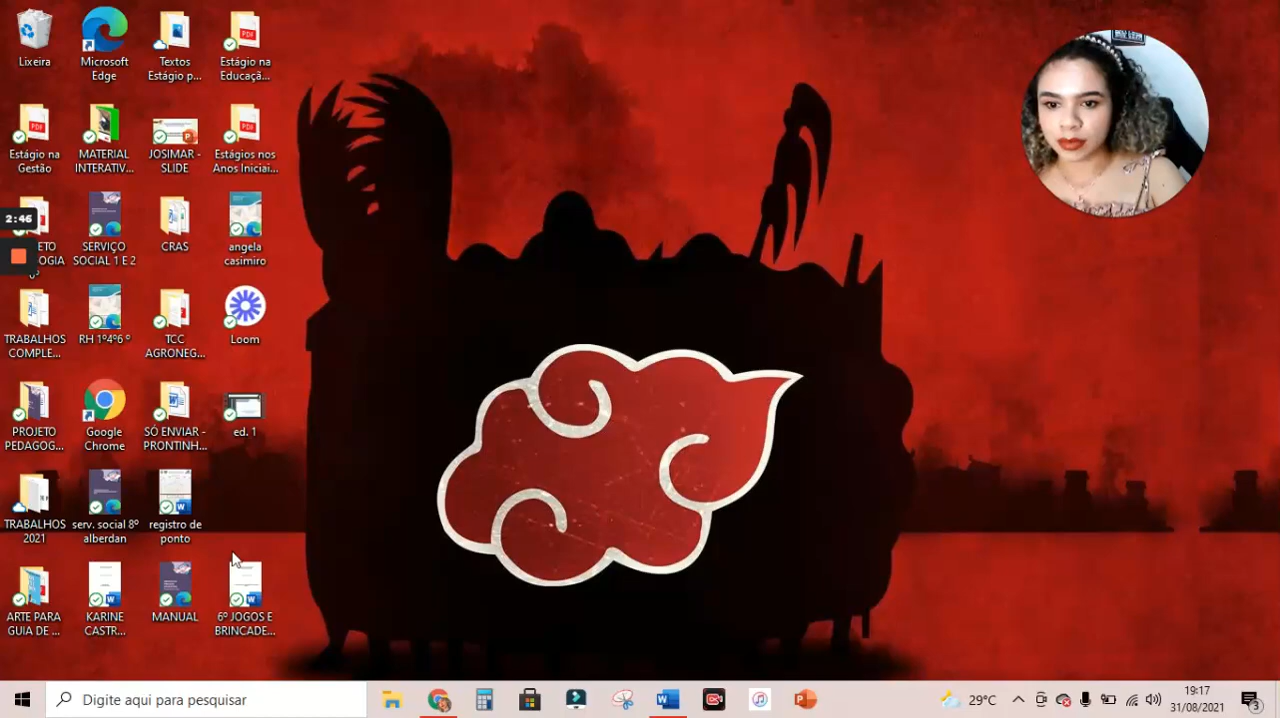 Lixeira
Microsoft
Edge
Textos
Estágio p...
Estágio na
Educaçã...
Estágio na
Gestão
MATERIAL
INTERATIV...
JOSIMAR -
SLIDE
Estágios nos
Anos Iniciai...
2:46
SERVIÇO
SOCIAL 1 E 2
CRAS
angela
casimiro
TRABALHOS
COMPLE...
RH 1º4º6 º
TCC
AGRONEG...
Loom
PROJETO
PEDAGOG...
Google
Chrome
SÓ ENVIAR -
PRONTINH...
ed. 1
TRABALHOS
2021
serv. social 8º
alberdan
registro de
ponto
ARTE PARA
GUIA DE ...
KARINE
CASTR...
MANUAL
6º JOGOS E
BRINCADE...
Digite aqui para pesquisar
29°C
19:17
31/08/2021
3